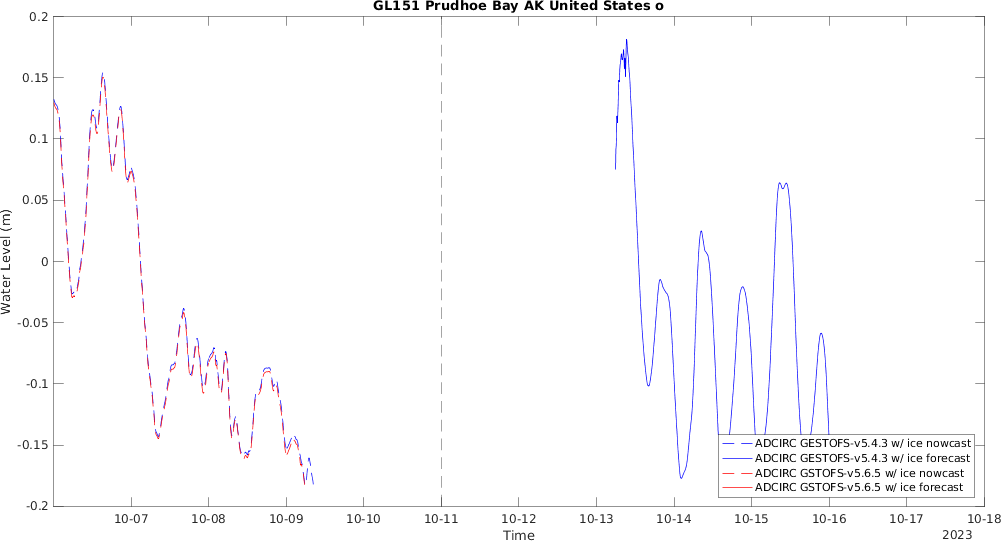 GL151 Prudhoe Bay AK United States o
0.2
0.15
0.1
0.05
0
-0.05
-0.1
-0.15
-0.2
Water Level (m)
ADCIRC GESTOFS-v5.4.3 w/ ice nowcast
ADCIRC GESTOFS-v5.4.3 w/ ice forecast
ADCIRC GSTOFS-v5.6.5 w/ ice nowcast
ADCIRC GSTOFS-v5.6.5 w/ ice forecast
10-07 10-08 10-09 10-10 10-11 10-12 10-13 10-14 10-15 10-16 10-17 10-18
Time
2023